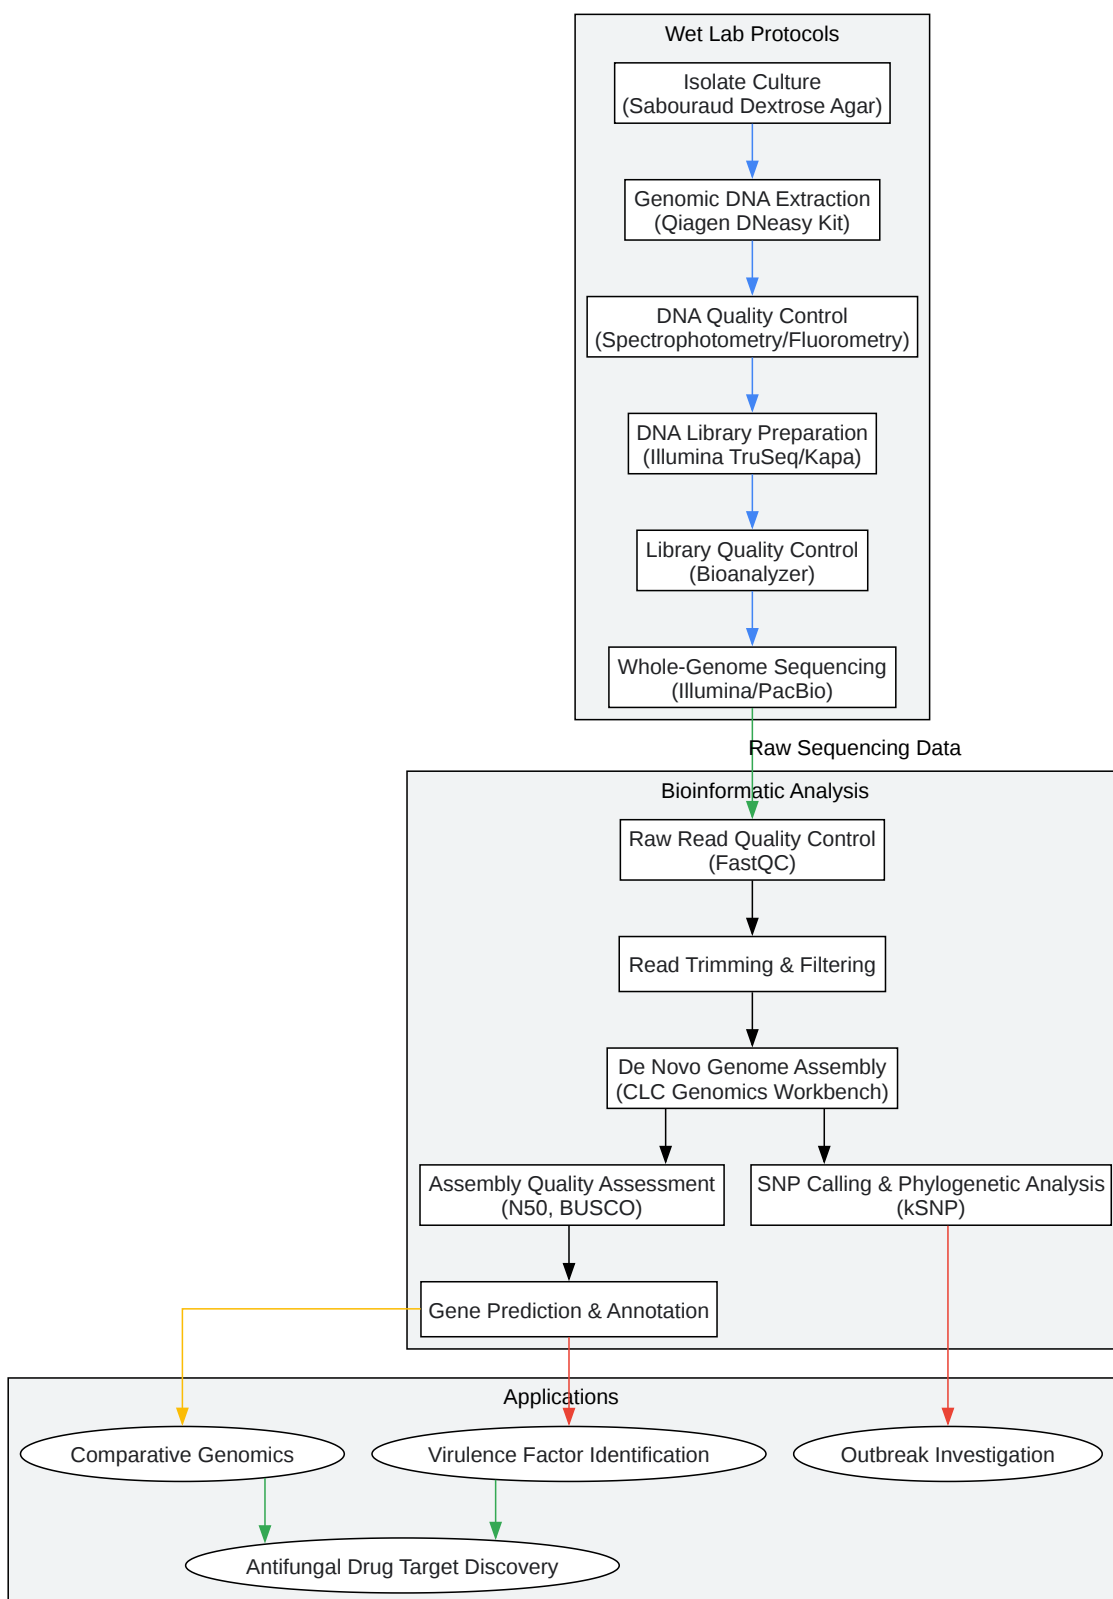 Wet Lab Protocols
Isolate Culture
(Sabouraud Dextrose Agar)
Genomic DNA Extraction
(Qiagen DNeasy Kit)
DNA Quality Control
(Spectrophotometry/Fluorometry)
DNA Library Preparation
(Illumina TruSeq/Kapa)
Library Quality Control
(Bioanalyzer)
Whole-Genome Sequencing
(Illumina/PacBio)
Raw Sequencing Data
Bioinformatic Analysis
Raw Read Quality Control
(FastQC)
Read Trimming & Filtering
De Novo Genome Assembly
(CLC Genomics Workbench)
Assembly Quality Assessment
(N50, BUSCO)
SNP Calling & Phylogenetic Analysis
(kSNP)
Gene Prediction & Annotation
Applications
Comparative Genomics
Virulence Factor Identification
Outbreak Investigation
Antifungal Drug Target Discovery